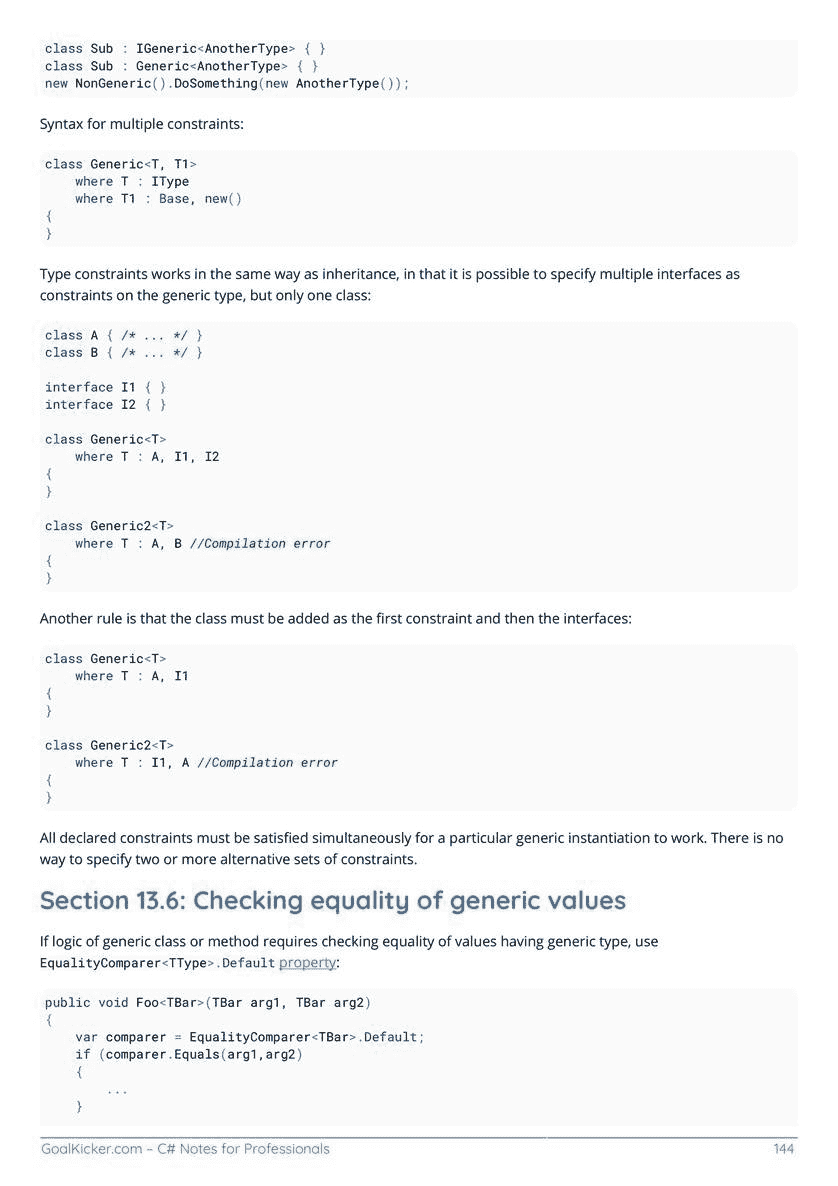 class Sub : IGeneric<AnotherType> { }
class Sub : Generic<AnotherType> { }
new NonGeneric().DoSomething(new AnotherType());
Syntax for multiple constraints:
class Generic<T, T1>
    where T : IType
    where T1 : Base, new()
{
}
Type constraints works in the same way as inheritance, in that it is possible to specify multiple interfaces as
constraints on the generic type, but only one class:
class A { /* ... */ }
class B { /* ... */ }
interface I1 { }
interface I2 { }
class Generic<T>
    where T : A, I1, I2
{
}
class Generic2<T>
    where T : A, B //Compilation error
{
}
Another rule is that the class must be added as the first constraint and then the interfaces:
class Generic<T>
    where T : A, I1
{
}
class Generic2<T>
    where T : I1, A //Compilation error
{
}
All declared constraints must be satisfied simultaneously for a particular generic instantiation to work. There is no
way to specify two or more alternative sets of constraints.
Section 13.6: Checking equality of generic values
If logic of generic class or method requires checking equality of values having generic type, use
EqualityComparer<TType>.Default property:
public void Foo<TBar>(TBar arg1, TBar arg2)
{
    var comparer = EqualityComparer<TBar>.Default;
    if (comparer.Equals(arg1,arg2)
    {
        ...
    }
GoalKicker.com – C# Notes for Professionals 144